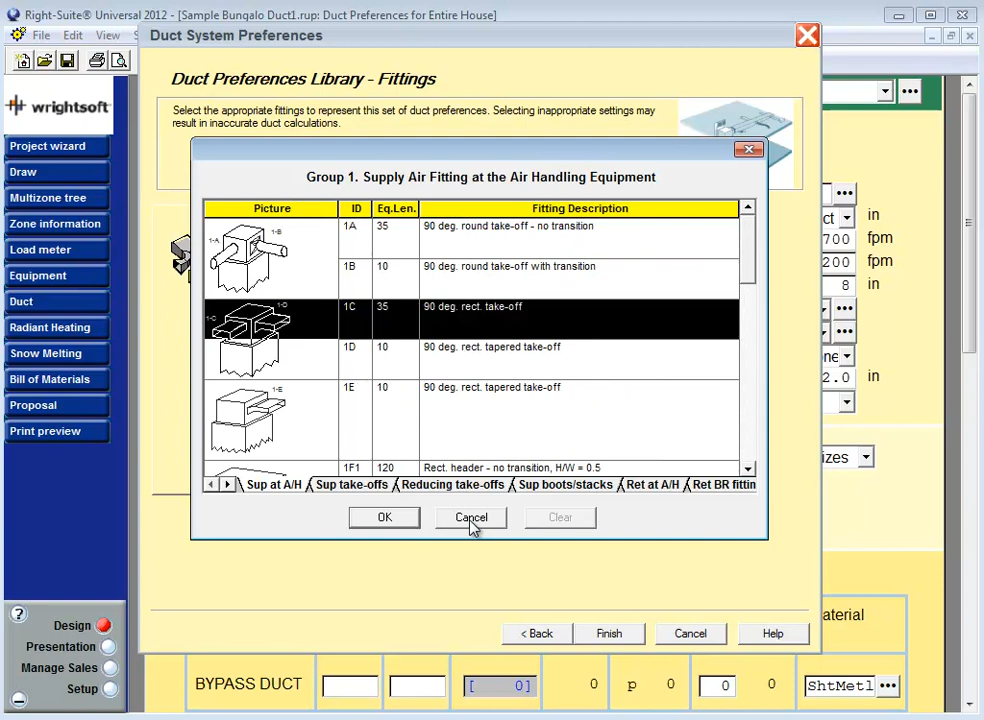 Right-Suite® Universal 2012 - [Sample Bungalo Duct1.rup: Duct Preferences for Entire House]
File Edit View
Duct System Preferences
Duct Preferences Library - Fittings
Select the appropriate fittings to represent this set of duct preferences. Selecting inappropriate settings may
result in inaccurate duct calculations.
wrightsoft
Project wizard
Draw
Multizone tree
Zone information
Load meter
Equipment
Duct
Radiant Heating
Snow Melting
Bill of Materials
Proposal
Print preview
Group 1. Supply Air Fitting at the Air Handling Equipment
Picture ID Eq.Len. Fitting Description
1-A 1-B 1A 35 90 deg. round take-off - no transition
1B 10 90 deg. round take-off with transition
1-C 1-D 1C 35 90 deg. rect. take-off
1D 10 90 deg. rect. tapered take-off
1-E 1E 10 90 deg. rect. tapered take-off
1F1 120 Rect. header - no transition, H/W = 0.5
Sup at A/H Sup take-offs Reducing take-offs Sup boots/stacks Ret at A/H Ret BR fittin
OK Cancel Clear
in
700 fpm
200 fpm
8 in
2.0 in
izes
aterial
< Back Finish Cancel Help
?
Design
Presentation
Manage Sales
Setup
BYPASS DUCT [ 0] 0 p 0 0 0 ShtMetl